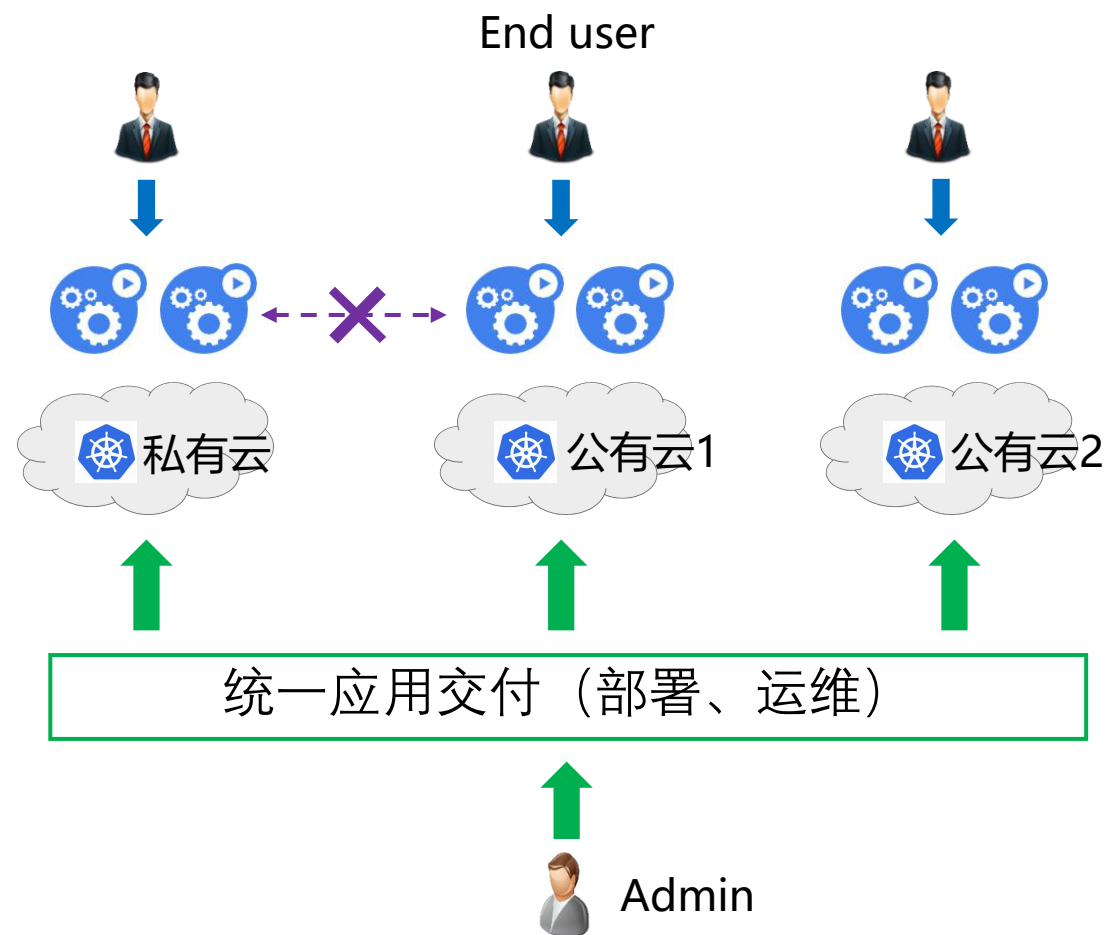 End user
私有云
公有云1
公有云2
统一应用交付（部署、运维）
Admin